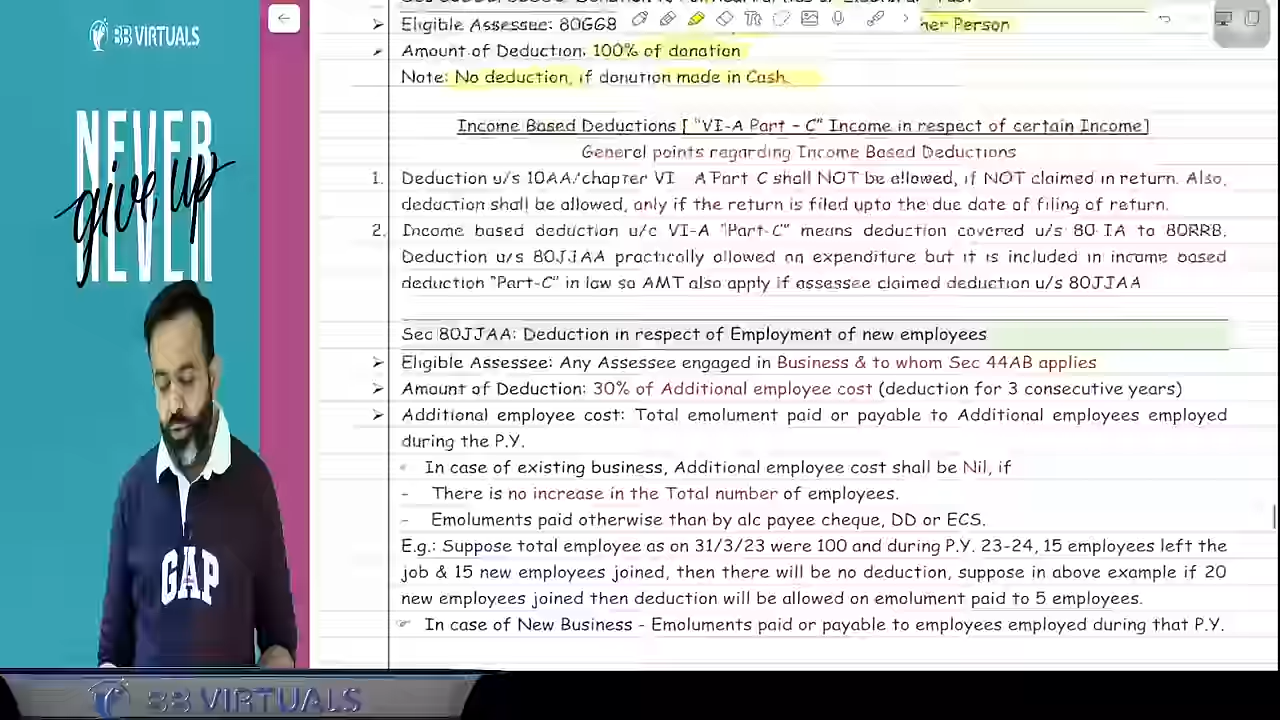 BB VIRTUALS
NEVER
give up
NEVER
GAP
Eligible Assessee: 80GGB
her Person
Amount of Deduction: 100% of donation
Note: No deduction, if donation made in Cash.
Income Based Deductions [ "VI-A Part – C" Income in respect of certain Income]
General points regarding Income Based Deductions
1. Deduction u/s 10AA/chapter VI A Part C shall NOT be allowed, if NOT claimed in return. Also,
deduction shall be allowed, only if the return is filed upto the due date of filing of return.
2. Income based deduction u/c VI-A "Part-C" means deduction covered u/s 80 IA to 80RRB.
Deduction u/s 80JJAA practically allowed on expenditure but it is included in income based
deduction "Part-C" in law so AMT also apply if assessee claimed deduction u/s 80JJAA
Sec 80JJAA: Deduction in respect of Employment of new employees
Eligible Assessee: Any Assessee engaged in Business & to whom Sec 44AB applies
Amount of Deduction: 30% of Additional employee cost (deduction for 3 consecutive years)
Additional employee cost: Total emolument paid or payable to Additional employees employed
during the P.Y.
In case of existing business, Additional employee cost shall be Nil, if
- There is no increase in the Total number of employees.
- Emoluments paid otherwise than by alc payee cheque, DD or ECS.
E.g.: Suppose total employee as on 31/3/23 were 100 and during P.Y. 23-24, 15 employees left the
job & 15 new employees joined, then there will be no deduction, suppose in above example if 20
new employees joined then deduction will be allowed on emolument paid to 5 employees.
In case of New Business - Emoluments paid or payable to employees employed during that P.Y.
BB VIRTUALS